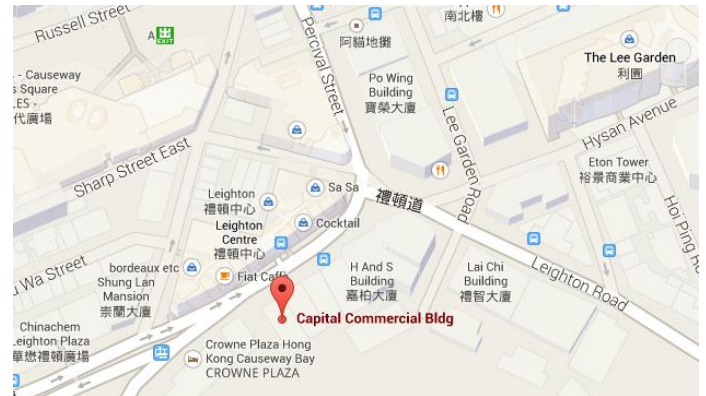 南北樓
Russell Street
A
EXIT
阿貓地攤
The Lee Garden
利園
- Causeway
s Square
LES -
代廣場
Percival Street
Po Wing
Building
寶榮大廈
Lee Garden Road
Hysan Avenue
Sharp Street East
Eton Tower
裕景商業中心
Leighton
禮頓中心
Sa Sa
禮頓道
Hoi Ping R
Leighton
Centre
禮頓中心
Cocktail
Wa Street
bordeaux etc
Shung Lan
Mansion
崇蘭大廈
Fiat Caffè
H And S
Building
嘉柏大廈
Lai Chi
Building
禮智大廈
Leighton Road
Capital Commercial Bldg
Chinachem
Leighton Plaza
華懋禮頓廣場
Crowne Plaza Hong
Kong Causeway Bay
CROWNE PLAZA